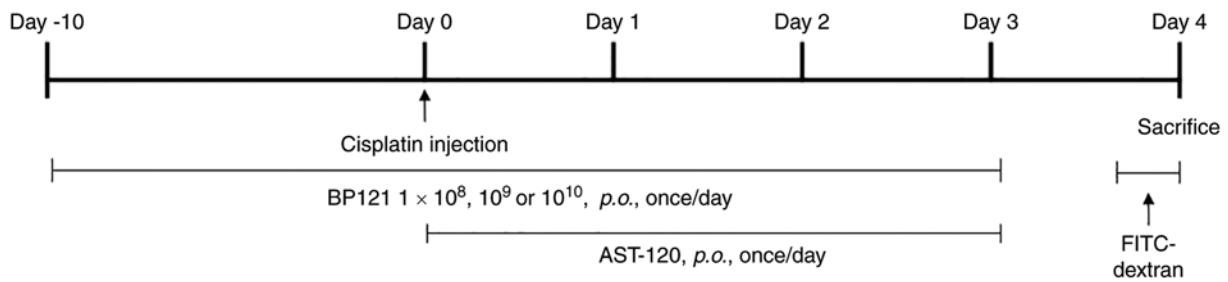 Day -10 Day 0 Day 1 Day 2 Day 3 Day 4
Cisplatin injection
Sacrifice
BP121 1 × 10⁸, 10⁹ or 10¹⁰, p.o., once/day
AST-120, p.o., once/day
FITC-
dextran